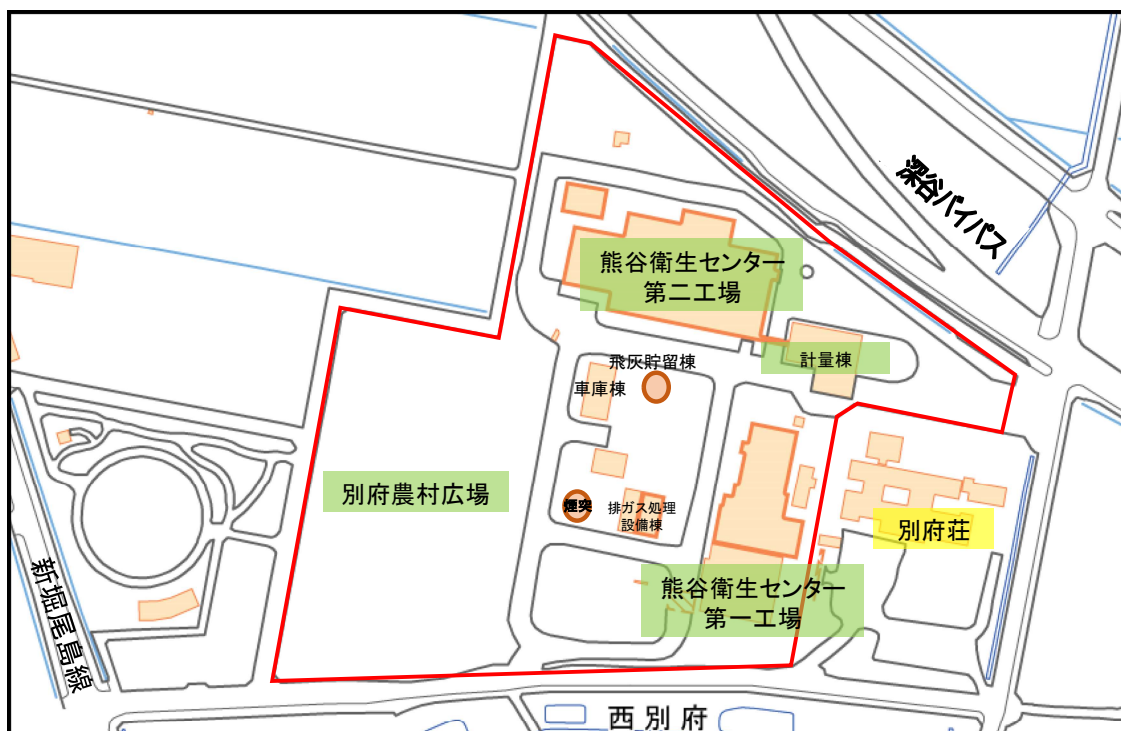 深谷バイパス
熊谷衛生センター
第二工場
飛灰貯留棟
計量棟
車庫棟
別府農村広場
煙突
排ガス処理
設備棟
別府荘
熊谷衛生センター
第一工場
新堀尾島線
西別府